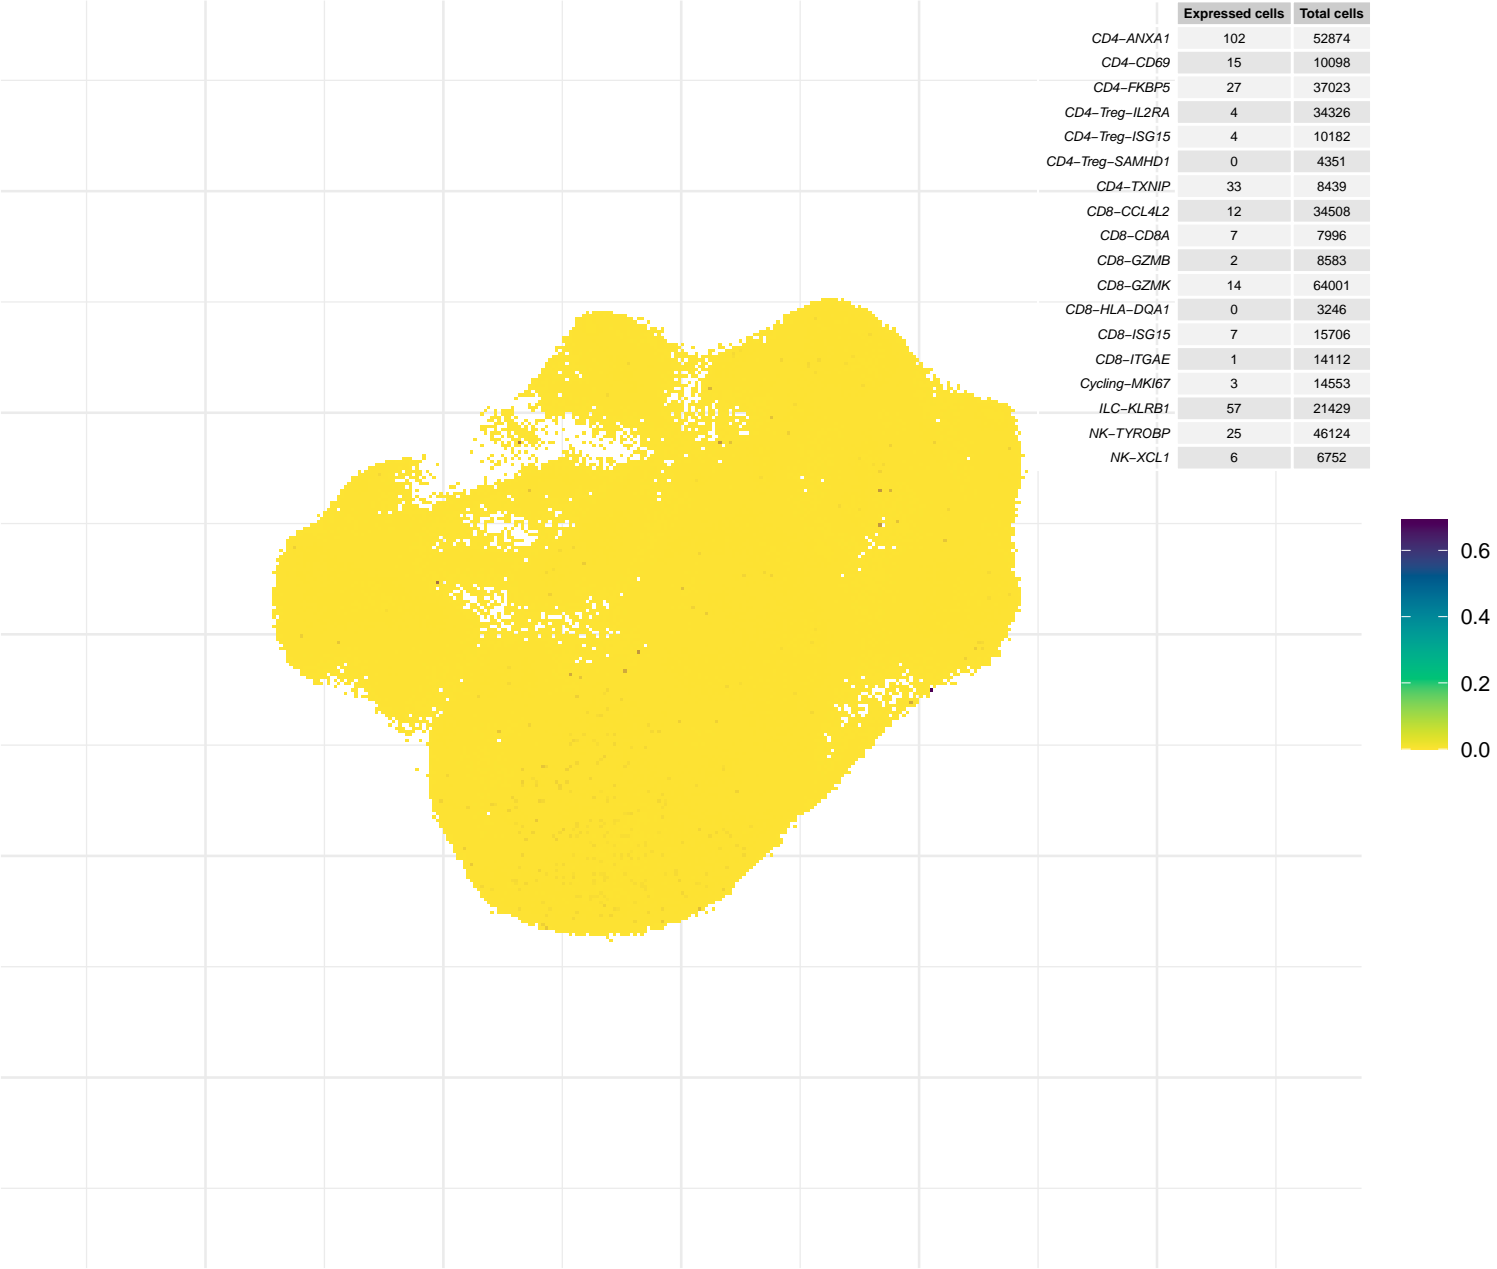 Expressed cells Total cells
CD4−ANXA1 102 52874
CD4−CD69 15 10098
CD4−FKBP5 27 37023
CD4−Treg−IL2RA 4 34326
CD4−Treg−ISG15 4 10182
CD4−Treg−SAMHD1 0 4351
CD4−TXNIP 33 8439
CD8−CCL4L2 12 34508
CD8−CD8A 7 7996
CD8−GZMB 2 8583
CD8−GZMK 14 64001
CD8−HLA−DQA1 0 3246
CD8−ISG15 7 15706
CD8−ITGAE 1 14112
Cycling−MKI67 3 14553
ILC−KLRB1 57 21429
NK−TYROBP 25 46124
NK−XCL1 6 6752
0.6
0.4
0.2
0.0